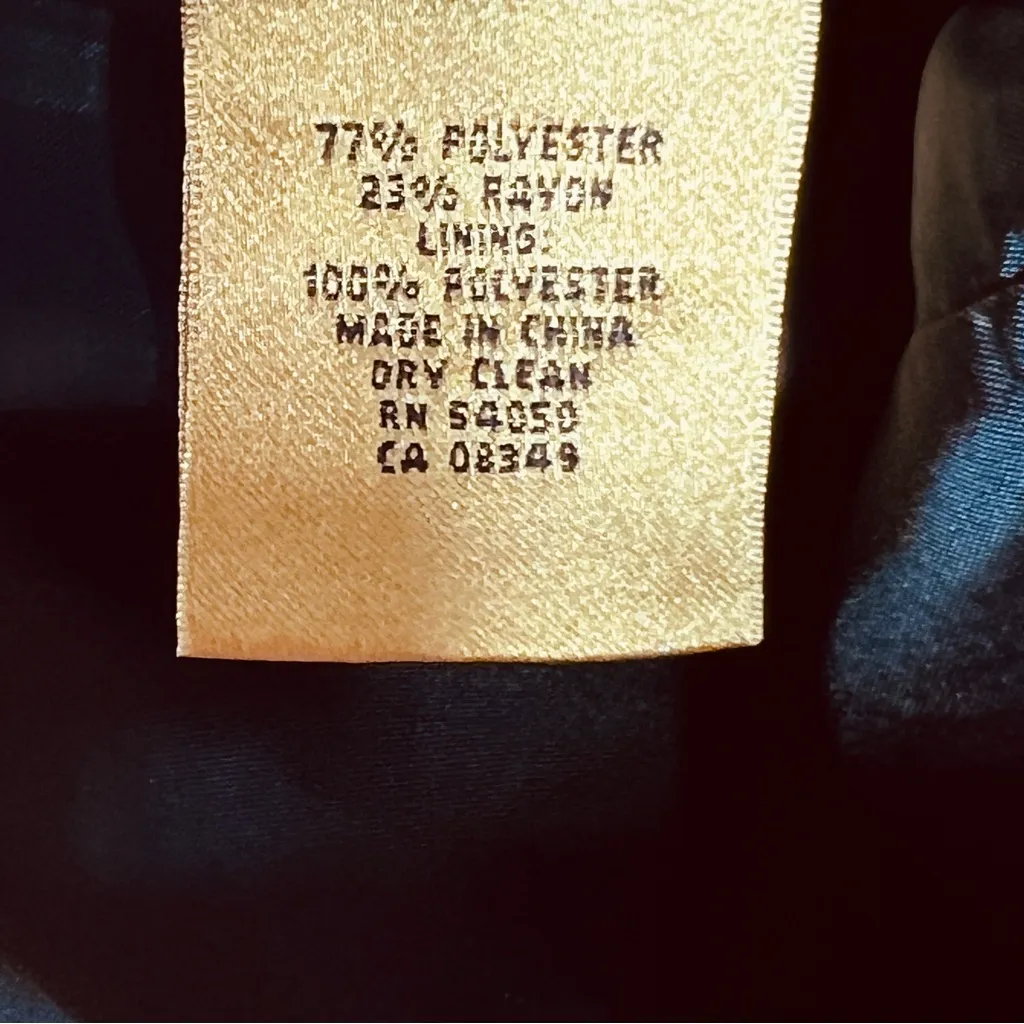 77% POLYESTER
23% RAYON
LINING:
100% POLYESTER
MADE IN CHINA
DRY CLEAN
RN 54050
CA 08349